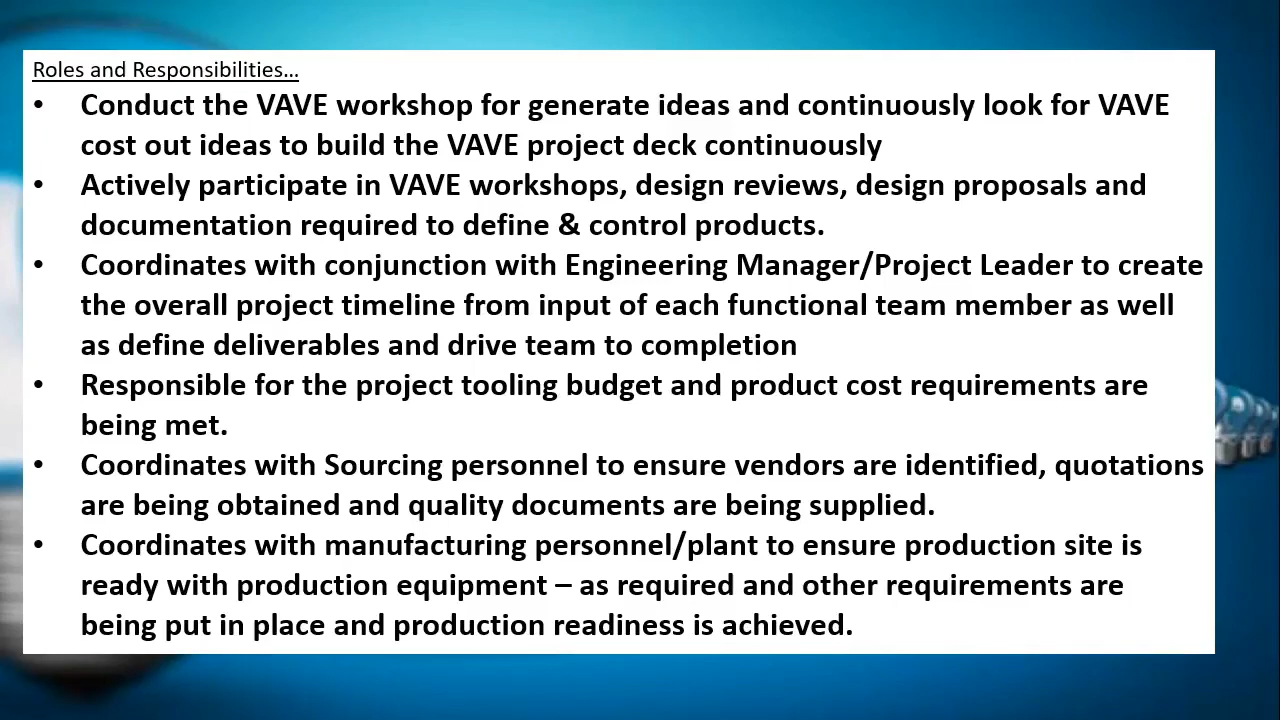 Roles and Responsibilities...
• Conduct the VAVE workshop for generate ideas and continuously look for VAVE
cost out ideas to build the VAVE project deck continuously
• Actively participate in VAVE workshops, design reviews, design proposals and
documentation required to define & control products.
• Coordinates with conjunction with Engineering Manager/Project Leader to create
the overall project timeline from input of each functional team member as well
as define deliverables and drive team to completion
• Responsible for the project tooling budget and product cost requirements are
being met.
• Coordinates with Sourcing personnel to ensure vendors are identified, quotations
are being obtained and quality documents are being supplied.
• Coordinates with manufacturing personnel/plant to ensure production site is
ready with production equipment – as required and other requirements are
being put in place and production readiness is achieved.